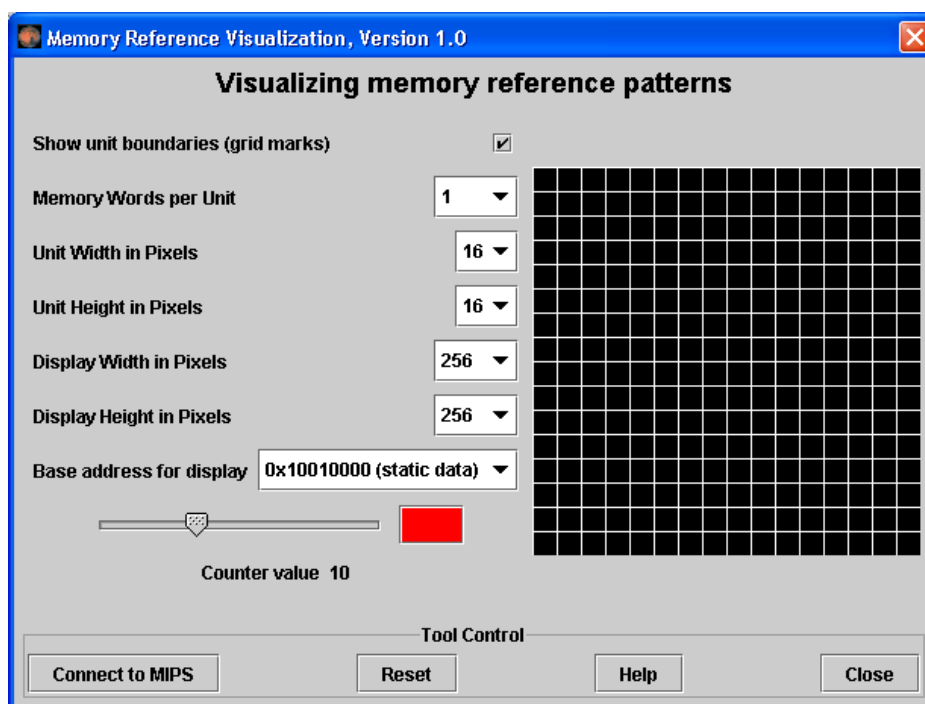 Memory Reference Visualization, Version 1.0
Visualizing memory reference patterns
Show unit boundaries (grid marks)
Memory Words per Unit 1
Unit Width in Pixels 16
Unit Height in Pixels 16
Display Width in Pixels 256
Display Height in Pixels 256
Base address for display 0x10010000 (static data)
Counter value 10
Tool Control
Connect to MIPS Reset Help Close